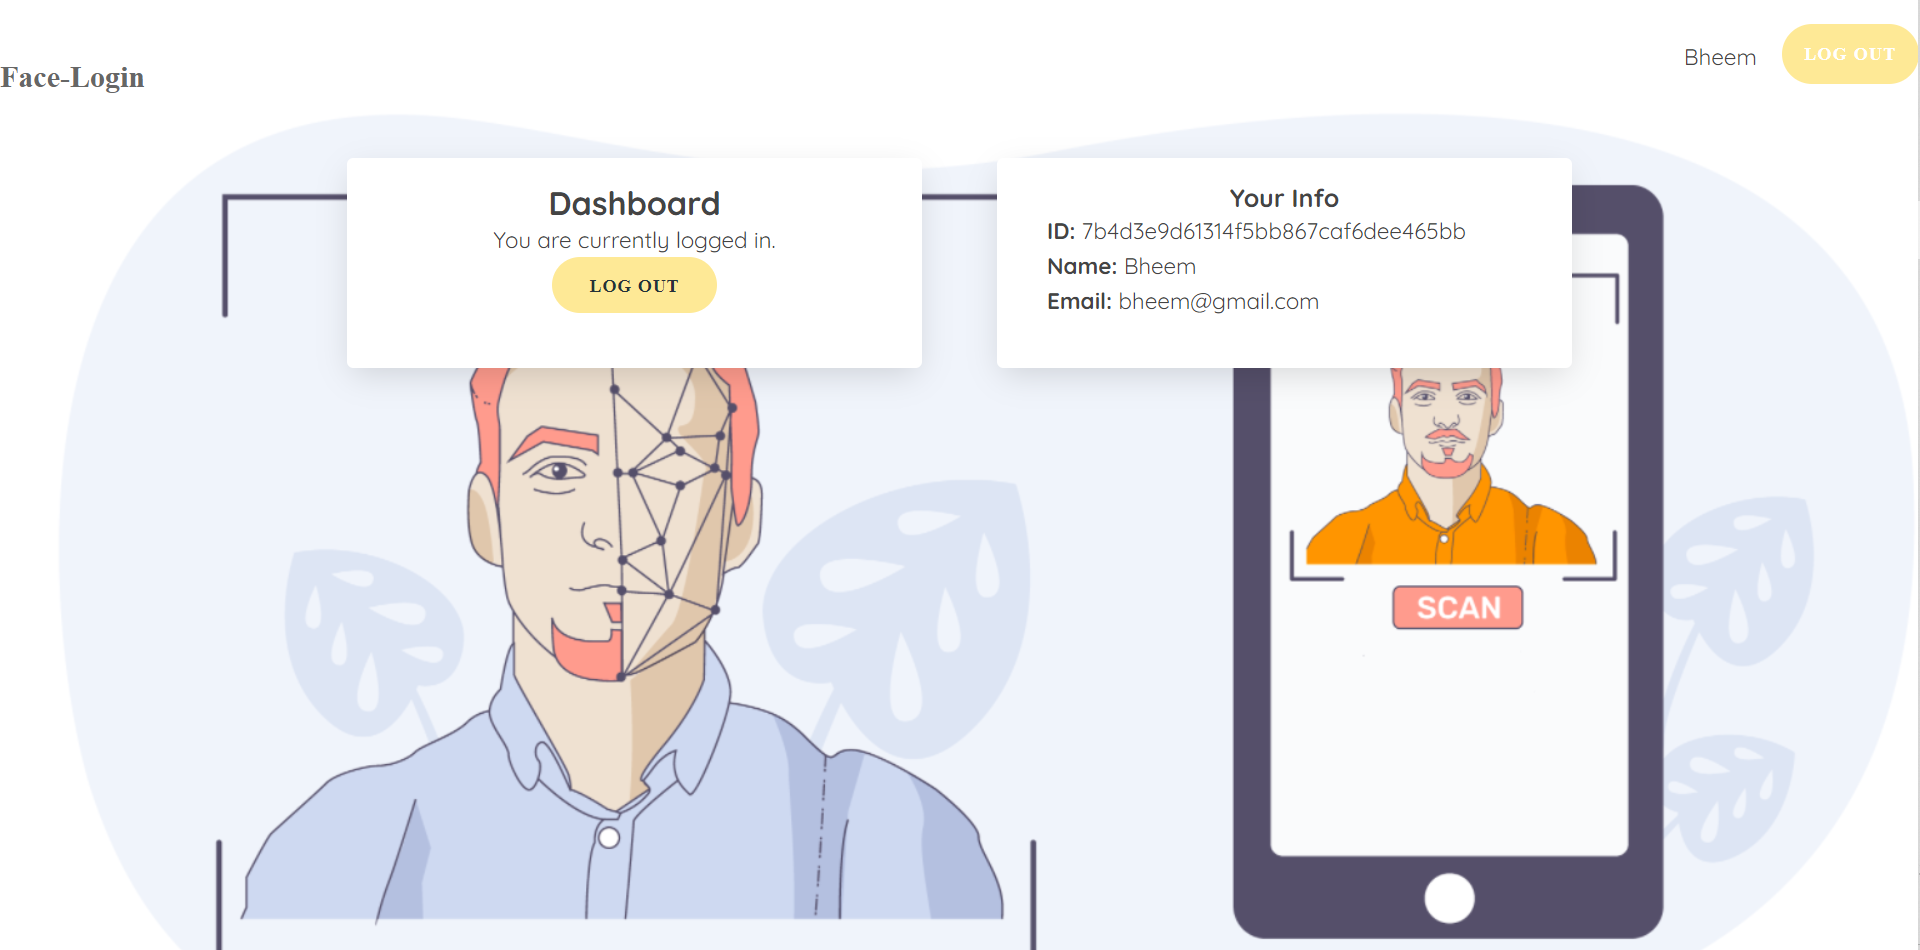 Face-Login
Bheem
LOG OUT
Dashboard
You are currently logged in.
LOG OUT
Your Info
ID: 7b4d3e9d61314f5bb867caf6dee465bb
Name: Bheem
Email: bheem@gmail.com
SCAN